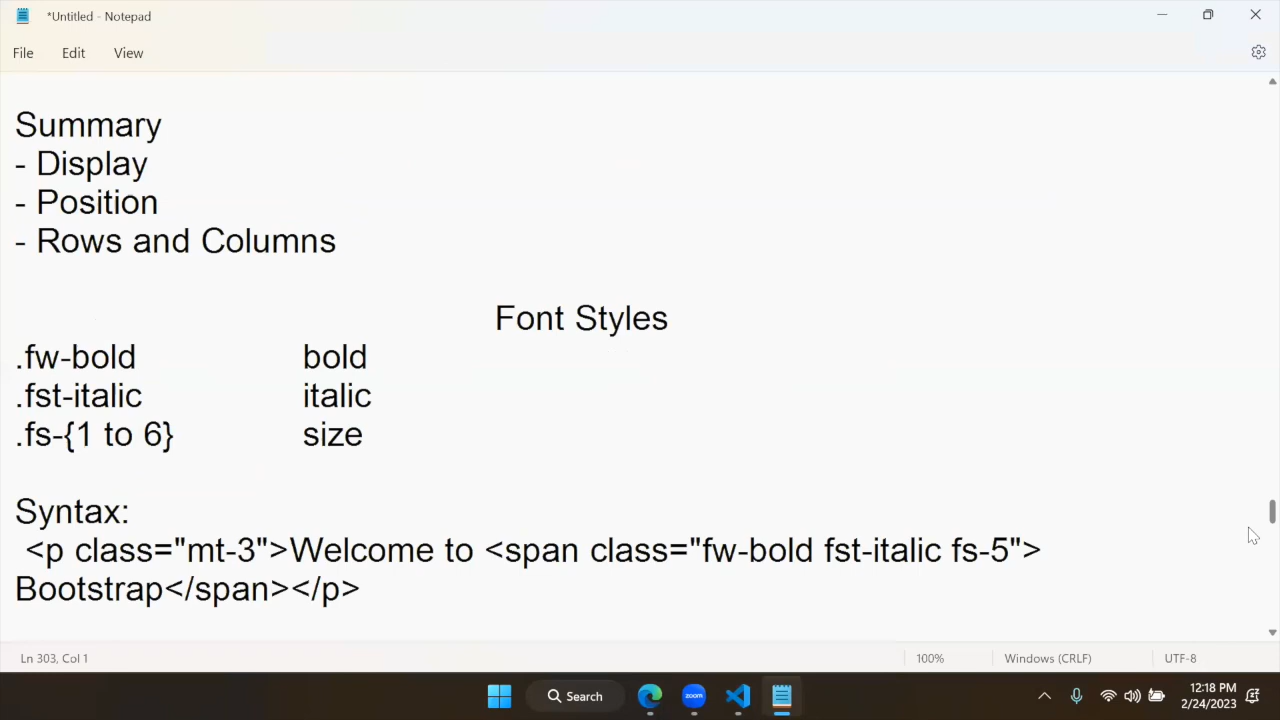 *Untitled - Notepad
File Edit View
Summary
- Display
- Position
- Rows and Columns
Font Styles
.fw-bold bold
.fst-italic italic
.fs-{1 to 6} size
Syntax:
<p class="mt-3">Welcome to <span class="fw-bold fst-italic fs-5">
Bootstrap</span></p>
Ln 303, Col 1 100% Windows (CRLF) UTF-8
Search zoom 12:18 PM
2/24/2023